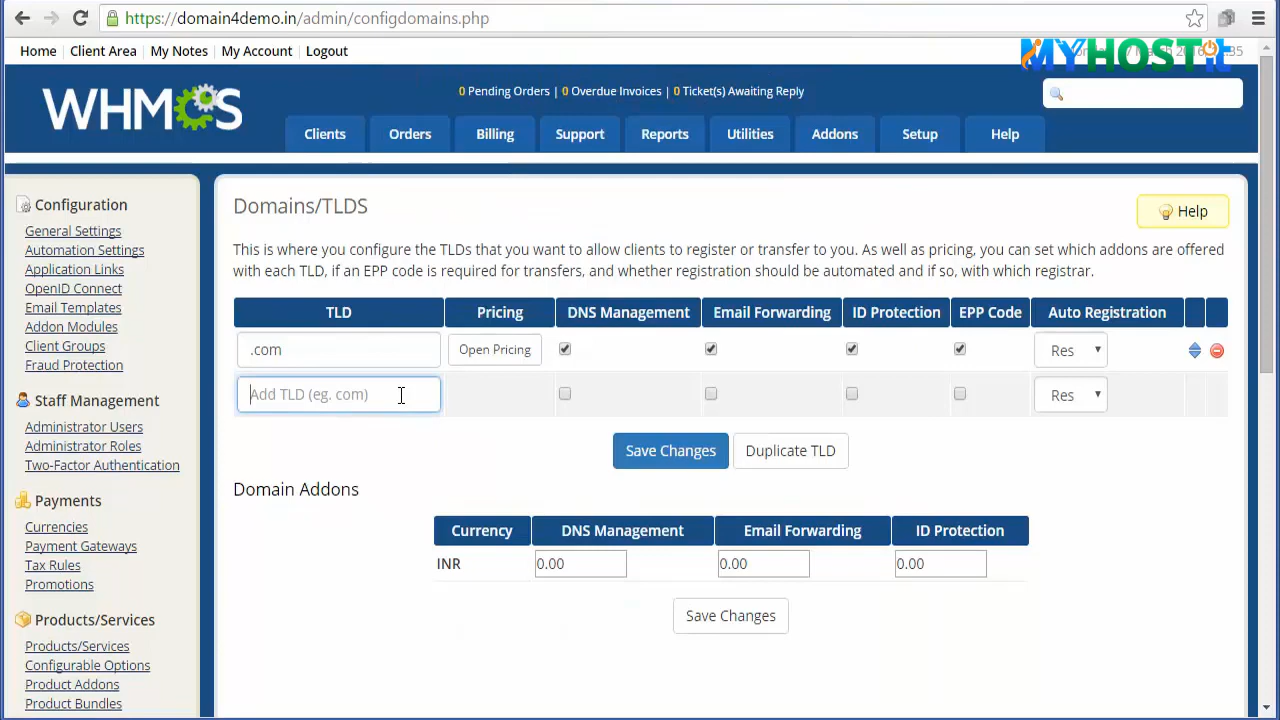 https://domain4demo.in/admin/configdomains.php
Home | Client Area | My Notes | My Account | Logout
MYHOSTit
35
WHMCS
0 Pending Orders | 0 Overdue Invoices | 0 Ticket(s) Awaiting Reply
Clients Orders Billing Support Reports Utilities Addons Setup Help
Configuration
General Settings
Automation Settings
Application Links
OpenID Connect
Email Templates
Addon Modules
Client Groups
Fraud Protection
Staff Management
Administrator Users
Administrator Roles
Two-Factor Authentication
Payments
Currencies
Payment Gateways
Tax Rules
Promotions
Products/Services
Products/Services
Configurable Options
Product Addons
Product Bundles
Domains/TLDS
Help
This is where you configure the TLDs that you want to allow clients to register or transfer to you. As well as pricing, you can set which addons are offered
with each TLD, if an EPP code is required for transfers, and whether registration should be automated and if so, with which registrar.
TLD Pricing DNS Management Email Forwarding ID Protection EPP Code Auto Registration
.com Open Pricing Res
Add TLD (eg. com) Res
Save Changes Duplicate TLD
Domain Addons
Currency DNS Management Email Forwarding ID Protection
INR 0.00 0.00 0.00
Save Changes